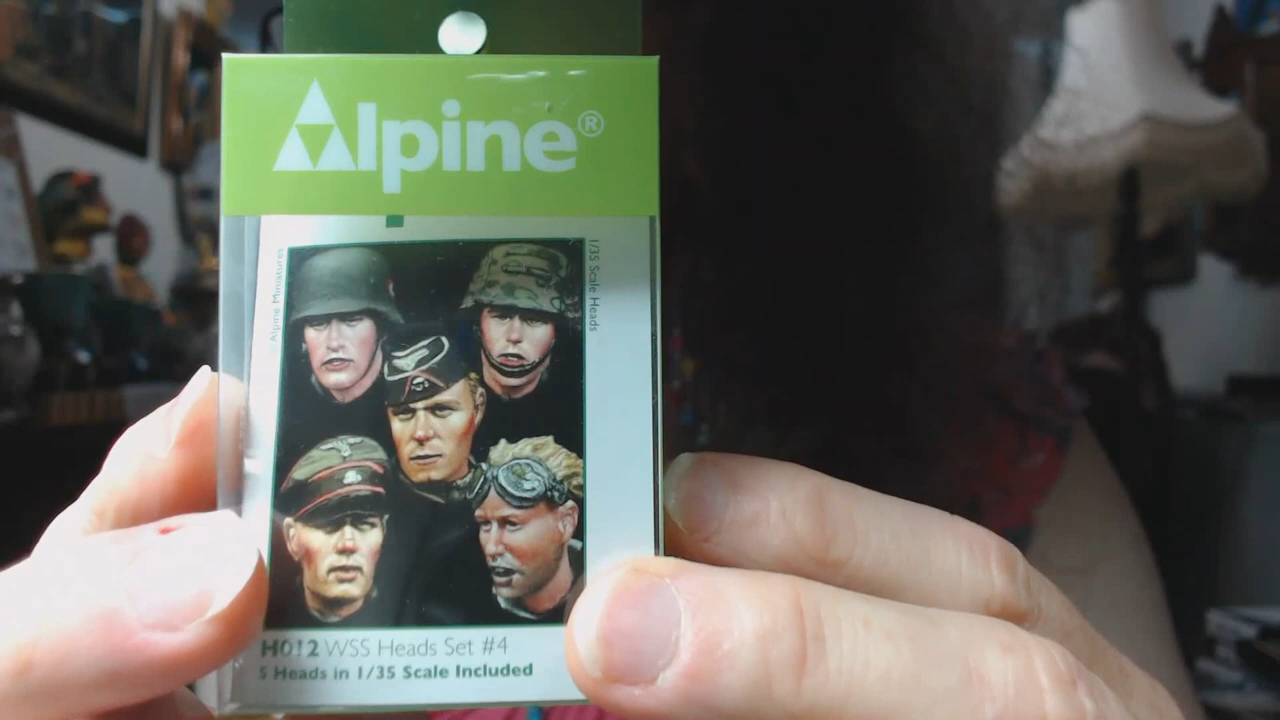 Alpine®
Alpine Miniatures
1/35 Scale Heads
H012 WSS Heads Set #4
5 Heads in 1/35 Scale Included